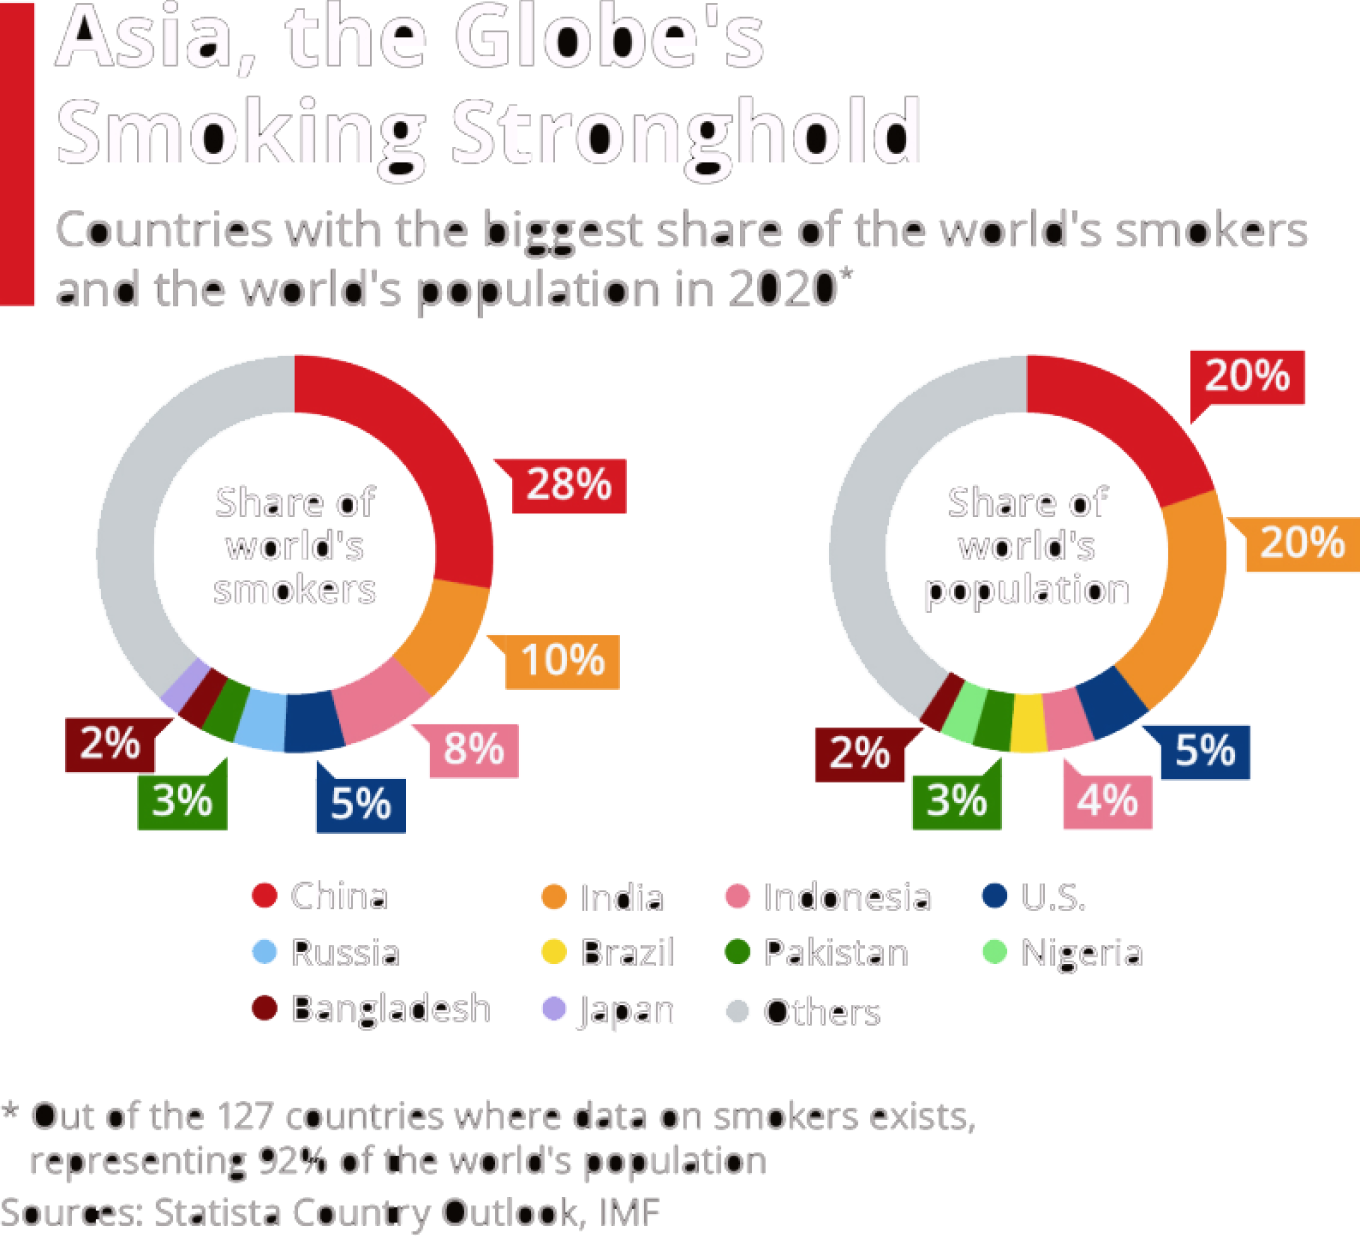 Asia, the Globe's
Smoking Stronghold
Countries with the biggest share of the world's smokers
and the world's population in 2020*
Share of
world's
smokers
28%
10%
8%
5%
3%
2%
Share of
world's
population
20%
20%
5%
4%
3%
2%
China
India
Indonesia
U.S.
Russia
Brazil
Pakistan
Nigeria
Bangladesh
Japan
Others
* Out of the 127 countries where data on smokers exists,
representing 92% of the world's population
Sources: Statista Country Outlook, IMF